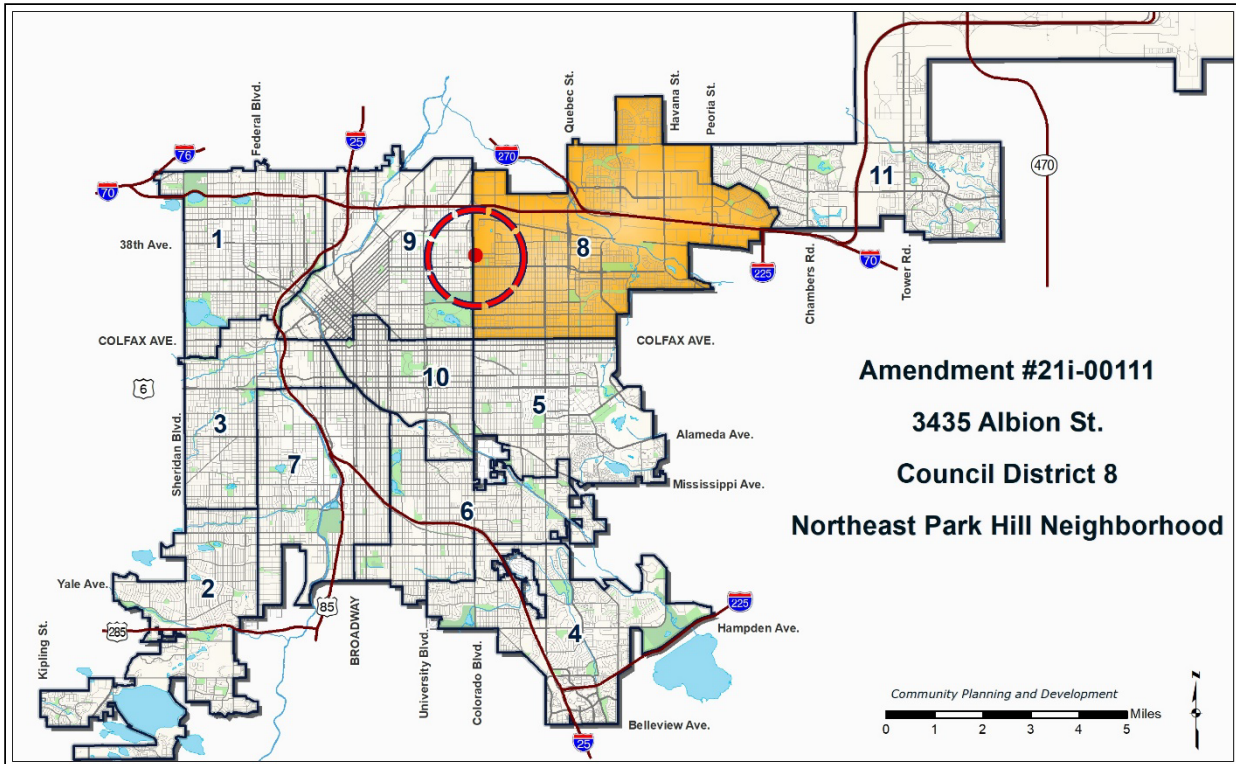 Federal Blvd.
Quebec St.
Havana St.
Peoria St.
76
25
270
70
470
11
1
9
8
38th Ave.
225
70
Chambers Rd.
Tower Rd.
COLFAX AVE.
COLFAX AVE.
6
10
5
3
Sheridan Blvd.
7
Alameda Ave.
Mississippi Ave.
6
Amendment #21i-00111
3435 Albion St.
Council District 8
Northeast Park Hill Neighborhood
Yale Ave.
2
85
285
BROADWAY
University Blvd.
Colorado Blvd.
4
225
Hampden Ave.
Kipling St.
Belleview Ave.
25
Community Planning and Development
Miles
0 1 2 3 4 5
N